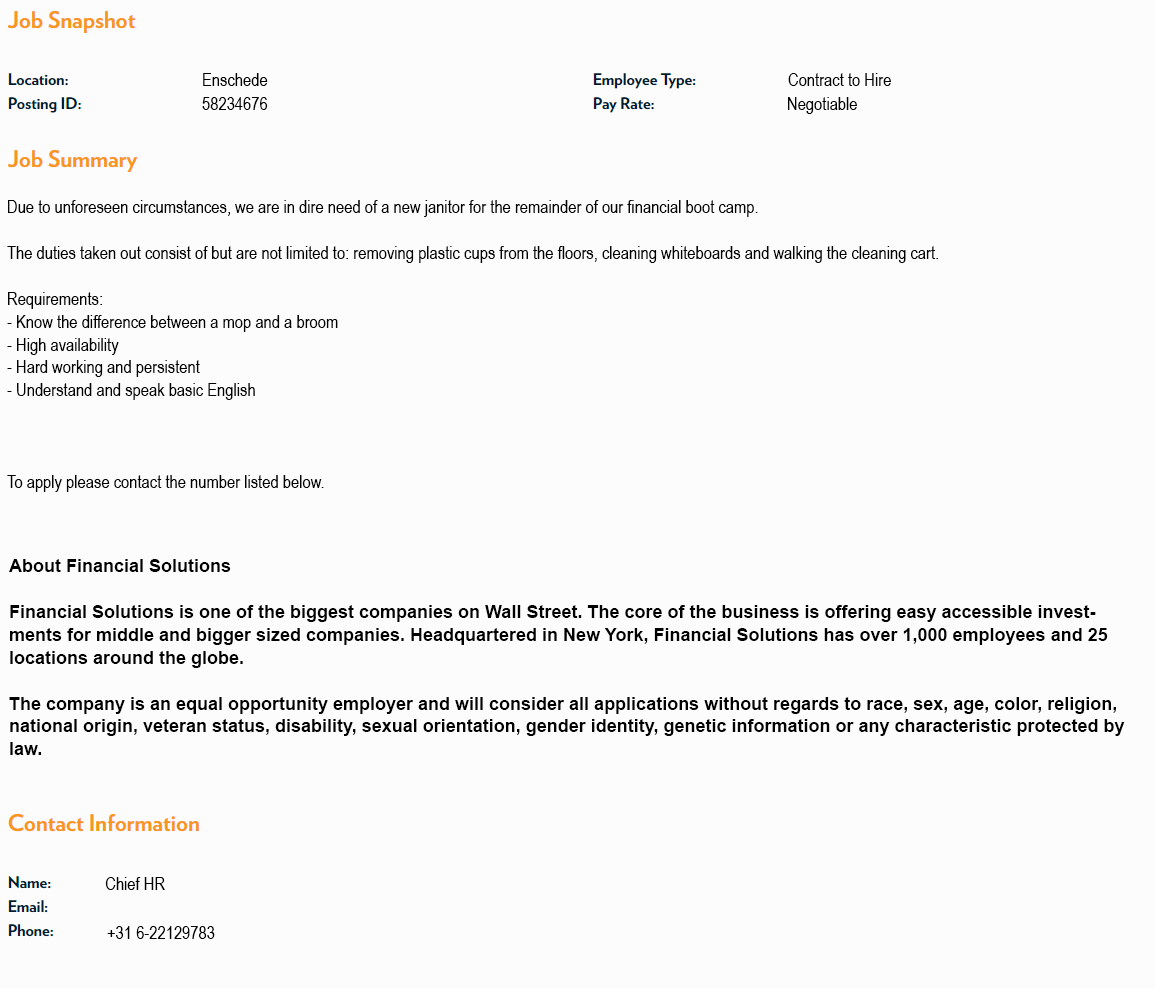 Job Snapshot
Location: Enschede Employee Type: Contract to Hire
Posting ID: 58234676 Pay Rate: Negotiable
Job Summary
Due to unforeseen circumstances, we are in dire need of a new janitor for the remainder of our financial boot camp.
The duties taken out consist of but are not limited to: removing plastic cups from the floors, cleaning whiteboards and walking the cleaning cart.
Requirements:
- Know the difference between a mop and a broom
- High availability
- Hard working and persistent
- Understand and speak basic English
To apply please contact the number listed below.
About Financial Solutions
Financial Solutions is one of the biggest companies on Wall Street. The core of the business is offering easy accessible invest-
ments for middle and bigger sized companies. Headquartered in New York, Financial Solutions has over 1,000 employees and 25
locations around the globe.
The company is an equal opportunity employer and will consider all applications without regards to race, sex, age, color, religion,
national origin, veteran status, disability, sexual orientation, gender identity, genetic information or any characteristic protected by
law.
Contact Information
Name: Chief HR
Email:
Phone: +31 6-22129783